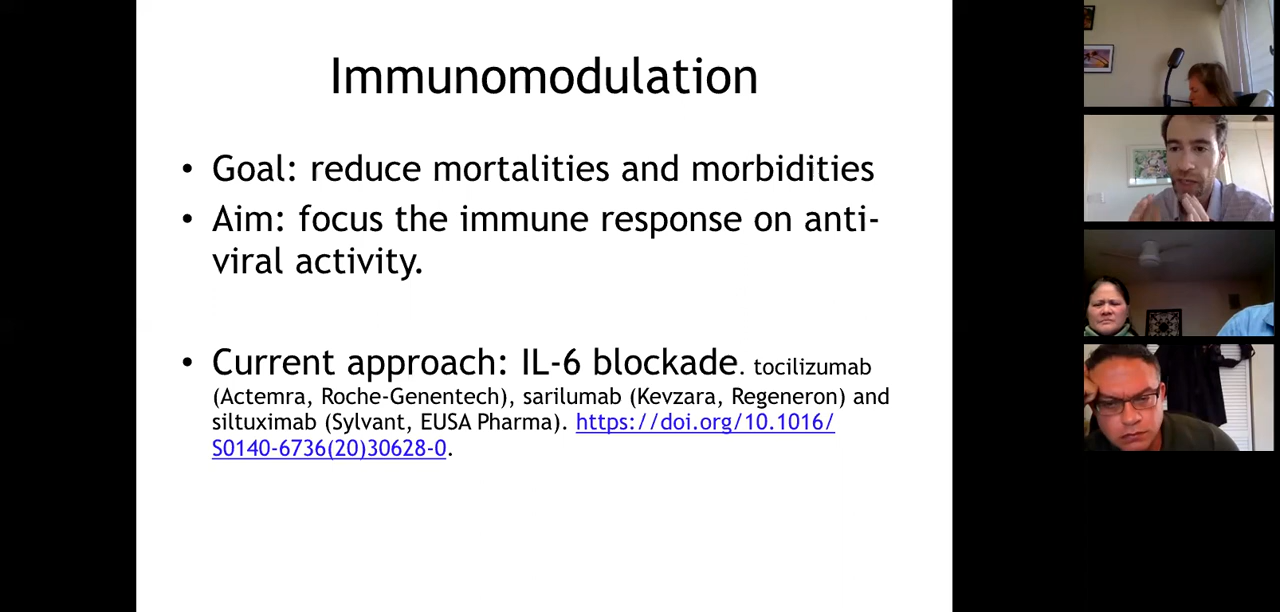 Immunomodulation
• Goal: reduce mortalities and morbidities
• Aim: focus the immune response on anti-
viral activity.
• Current approach: IL-6 blockade. tocilizumab
(Actemra, Roche-Genentech), sarilumab (Kevzara, Regeneron) and
siltuximab (Sylvant, EUSA Pharma). https://doi.org/10.1016/
S0140-6736(20)30628-0.